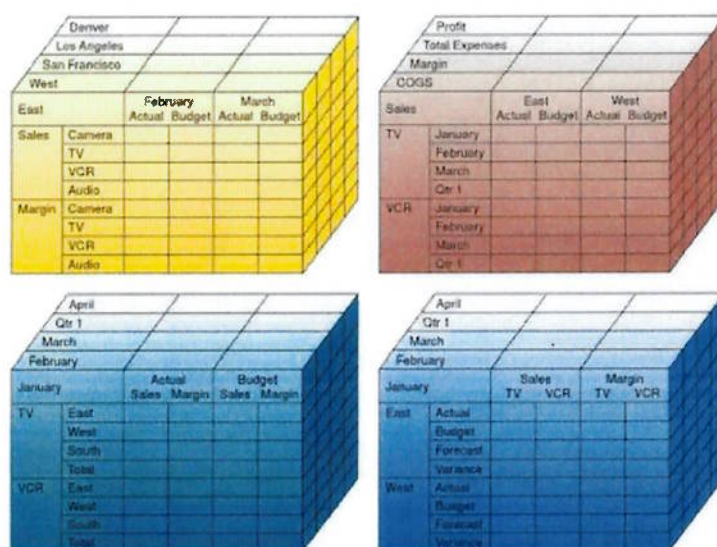 Denver
Los Angeles
San Francisco
West
East February March
Actual Budget Actual Budget
Sales Camera
TV
VCR
Audio
Margin Camera
TV
VCR
Audio
Profit
Total Expenses
Margin
COGS
Sales East West
Actual Budget Actual Budget
TV January
February
March
Qtr 1
VCR January
February
March
Qtr 1
April
Qtr 1
March
February
January Actual Budget
Sales Margin Sales Margin
TV East
West
South
Total
VCR East
West
South
Total
April
Qtr 1
March
February
January Sales Margin
TV VCR TV VCR
East Actual
Budget
Forecast
Variance
West Actual
Budget
Forecast
Variance